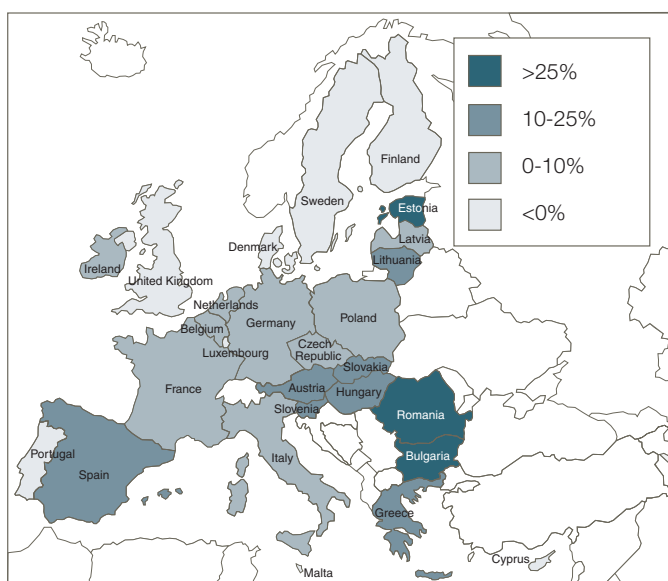 >25%
10-25%
0-10%
<0%
Finland
Sweden
Estonia
Latvia
Lithuania
Denmark
Ireland
United Kingdom
Netherlands
Belgium
Germany
Poland
Luxembourg
Czech
Republic
Slovakia
France
Austria
Hungary
Slovenia
Romania
Italy
Bulgaria
Portugal
Spain
Greece
Cyprus
Malta